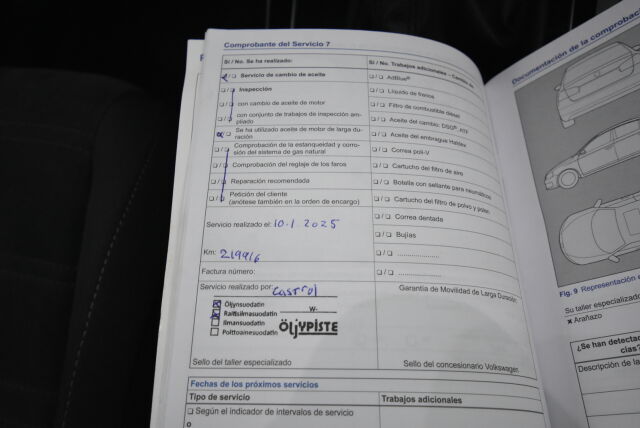 Comprobante del Servicio 7
Sí / No. Se ha realizado:
Servicio de cambio de aceite
Inspección
con cambio de aceite de motor
con conjunto de trabajos de inspección ampliado
Se ha utilizado aceite de motor de larga duración
Comprobación de la estanqueidad y corrosión del sistema de gas natural
Comprobación del reglaje de los faros
Reparación recomendada
Petición del cliente
(anótese también en la orden de encargo)
Servicio realizado el: 10.1.2025
Km: 219916
Factura número:
Servicio realizado por: Castrol
Öljynsuodatin
Raitisilmasuodatin W-
Ilmansuodatin
Polttoainesuodatin
ÖLJYPISTE
Sello del taller especializado
Sí / No. Trabajos adicionales - Cambio de
AdBlue®
Líquido de frenos
Filtro de combustible diésel
Aceite del cambio: DSG®, ATF
Aceite del embrague Haldex
Correa poli-V
Cartucho del filtro de aire
Botella con sellante para neumáticos
Cartucho del filtro de polvo y polen
Correa dentada
Bujías
Garantía de Movilidad de Larga Duración
Sello del concesionario Volkswagen
Fechas de los próximos servicios
Tipo de servicio
Trabajos adicionales
Según el indicador de intervalos de servicio
o
Documentación de la comprobac
Fig. 9 Representación e
Su taller especializado
× Arañazo
¿Se han detectad
cías?
Descripción de la